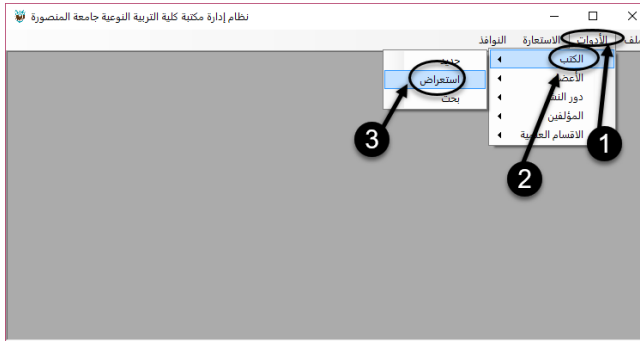 نظام إدارة مكتبة كلية التربية النوعية جامعة المنصورة
ملف الأدوات الاستعارة النوافذ
الكتب
دور النشر
المؤلفين
الاقسام العلمية
جديد
استعراض
بحث
1
2
3